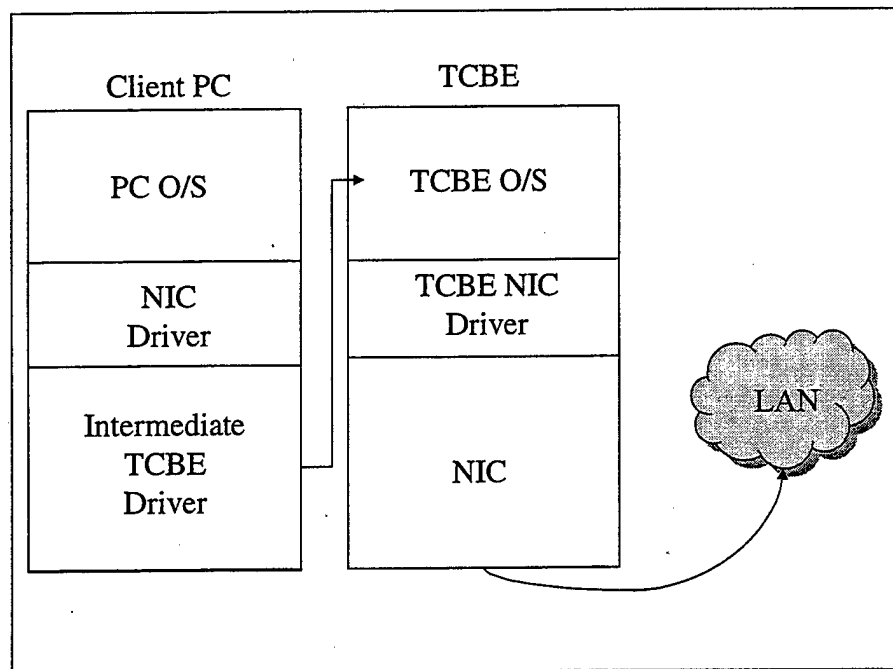 Client PC
PC O/S
NIC
Driver
Intermediate
TCBE
Driver
TCBE
TCBE O/S
TCBE NIC
Driver
NIC
LAN